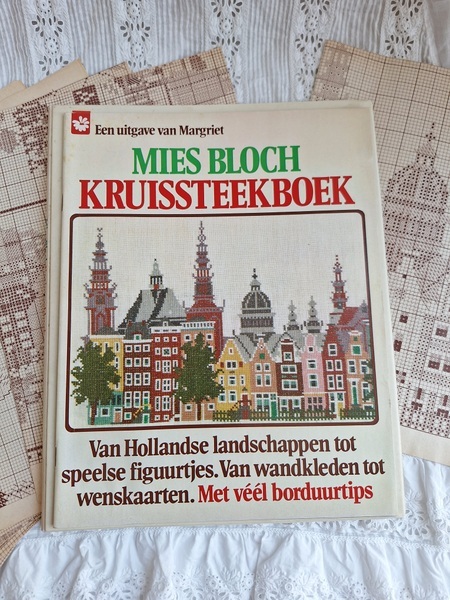 Een uitgave van Margriet
MIES BLOCH
KRUISSTEEKBOEK
Van Hollandse landschappen tot
speelse figuurtjes. Van wandkleden tot
wenskaarten. Met véél borduurtips